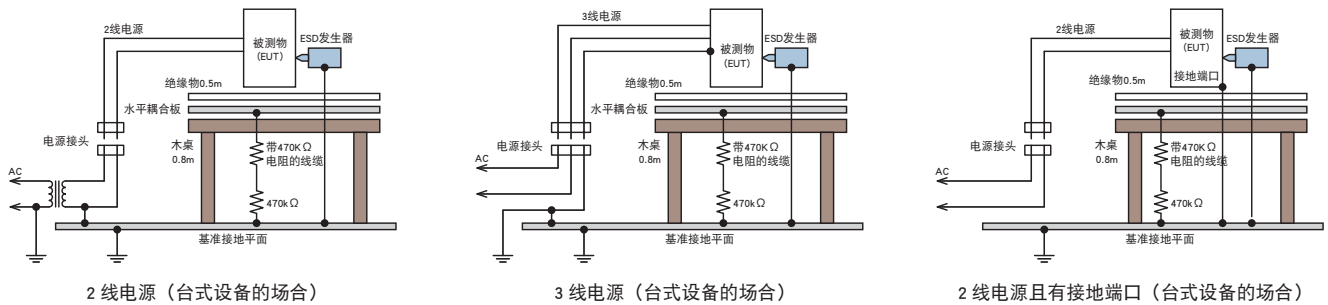 2线电源
被测物
(EUT)
ESD发生器
绝缘物0.5m
水平耦合板
电源接头
木桌
0.8m
带470KΩ
电阻的线缆
470kΩ
AC
基准接地平面
2 线电源（台式设备的场合）
3线电源
被测物
(EUT)
ESD发生器
绝缘物0.5m
水平耦合板
电源接头
木桌
0.8m
带470KΩ
电阻的线缆
470kΩ
AC
基准接地平面
3 线电源（台式设备的场合）
2线电源
被测物
(EUT)
ESD发生器
接地端口
绝缘物0.5m
水平耦合板
电源接头
木桌
0.8m
带470KΩ
电阻的线缆
470kΩ
AC
基准接地平面
2 线电源且有接地端口（台式设备的场合）